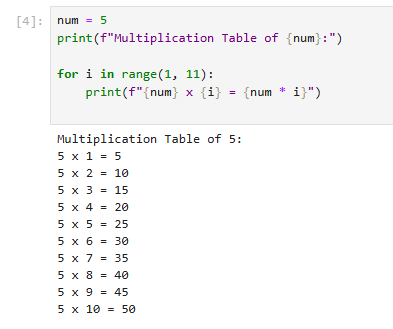 [4]: num = 5
print(f"Multiplication Table of {num}:")
for i in range(1, 11):
    print(f"{num} x {i} = {num * i}")
Multiplication Table of 5:
5 x 1 = 5
5 x 2 = 10
5 x 3 = 15
5 x 4 = 20
5 x 5 = 25
5 x 6 = 30
5 x 7 = 35
5 x 8 = 40
5 x 9 = 45
5 x 10 = 50